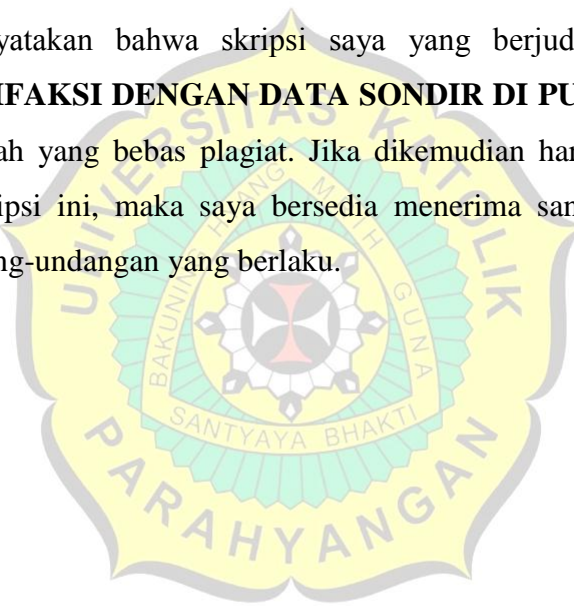 yatakan bahwa skripsi saya yang berjud
IFAKSI DENGAN DATA SONDIR DI PU
ah yang bebas plagiat. Jika dikemudian har
ipsi ini, maka saya bersedia menerima san
ng-undangan yang berlaku.
UNIVERSITAS KATOLIK
PARAHYANGAN
BAKUNING HYANG MRIH GUNA
SANTYAYA BHAKTI